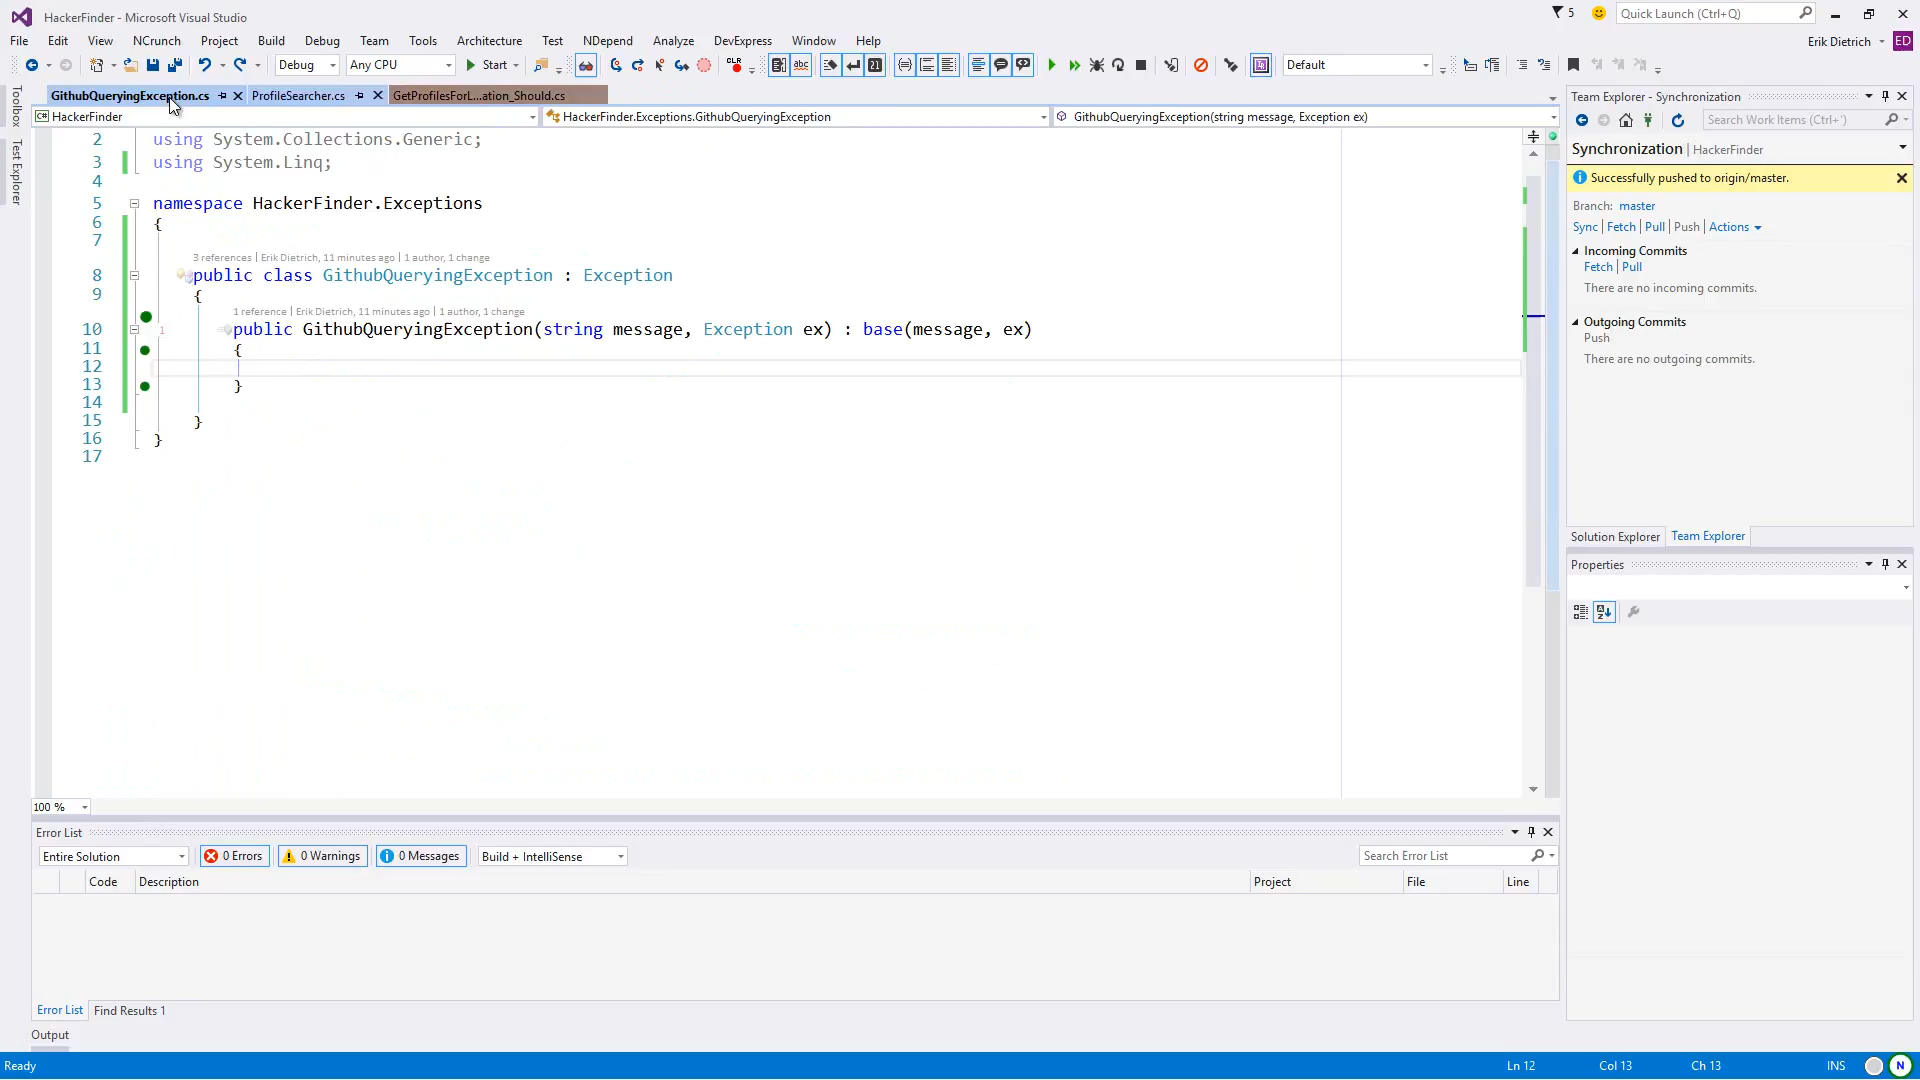 HackerFinder - Microsoft Visual Studio
5
Quick Launch (Ctrl+Q)
File Edit View NCrunch Project Build Debug Team Tools Architecture Test NDepend Analyze DevExpress Window Help
Erik Dietrich ED
Debug Any CPU Start Default
Toolbox
Test Explorer
GithubQueryingException.cs ProfileSearcher.cs GetProfilesForL...ation_Should.cs
HackerFinder HackerFinder.Exceptions.GithubQueryingException GithubQueryingException(string message, Exception ex)
2 using System.Collections.Generic;
3 using System.Linq;
4
5 namespace HackerFinder.Exceptions
6 {
7
3 references | Erik Dietrich, 11 minutes ago | 1 author, 1 change
8 public class GithubQueryingException : Exception
9 {
1 reference | Erik Dietrich, 11 minutes ago | 1 author, 1 change
10 1 public GithubQueryingException(string message, Exception ex) : base(message, ex)
11 {
12
13 }
14
15 }
16 }
17
100 %
Team Explorer - Synchronization
Search Work Items (Ctrl+')
Synchronization | HackerFinder
Successfully pushed to origin/master.
Branch: master
Sync | Fetch | Pull | Push | Actions
Incoming Commits
Fetch | Pull
There are no incoming commits.
Outgoing Commits
Push
There are no outgoing commits.
Solution Explorer Team Explorer
Properties
Error List
Entire Solution 0 Errors 0 Warnings 0 Messages Build + IntelliSense Search Error List
Code Description Project File Line
Error List Find Results 1
Output
Ready Ln 12 Col 13 Ch 13 INS N